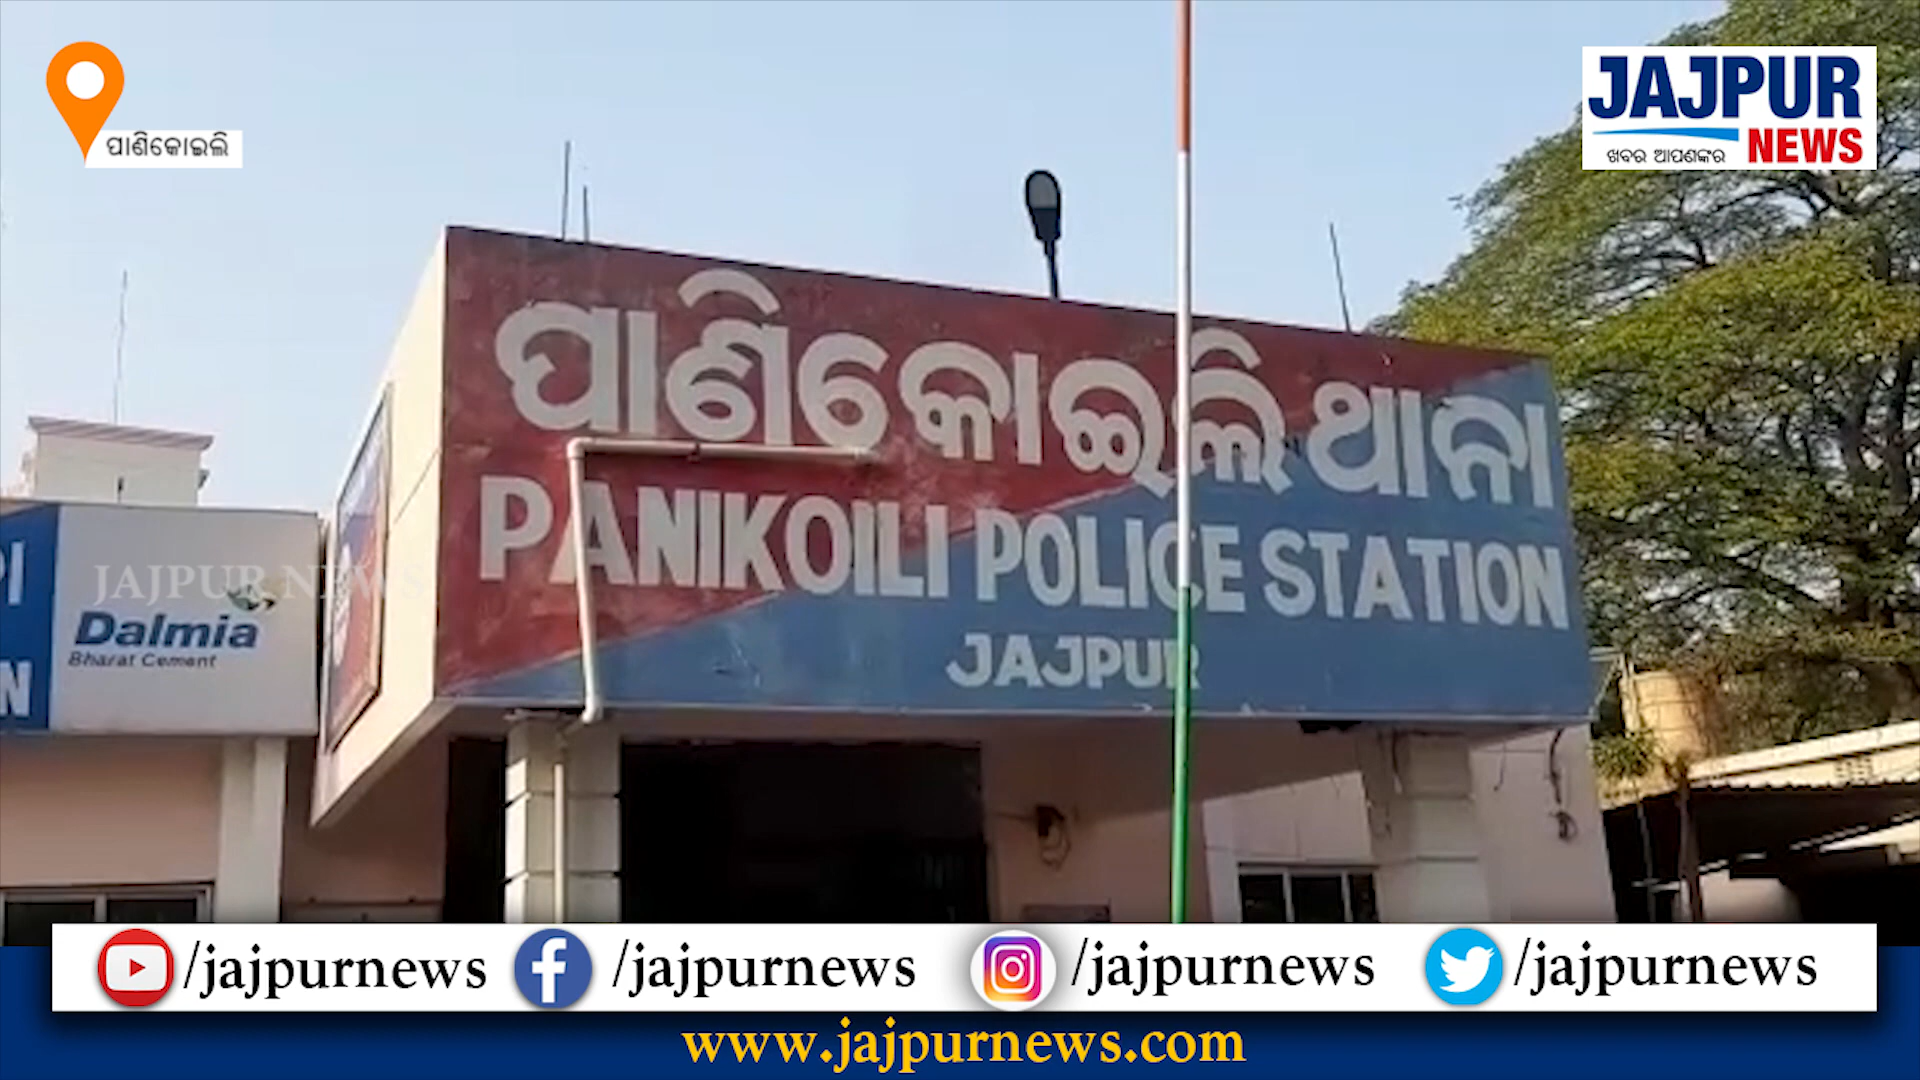 ପାଣିକୋଇଲି
JAJPUR
NEWS
ଖବର ଆପଣଙ୍କର
ପାଣିକୋଇଲି ଥାନା
PANIKOILI POLICE STATION
JAJPUR
JAJPUR NEWS
Dalmia
Bharat Cement
/jajpurnews /jajpurnews /jajpurnews /jajpurnews
www.jajpurnews.com